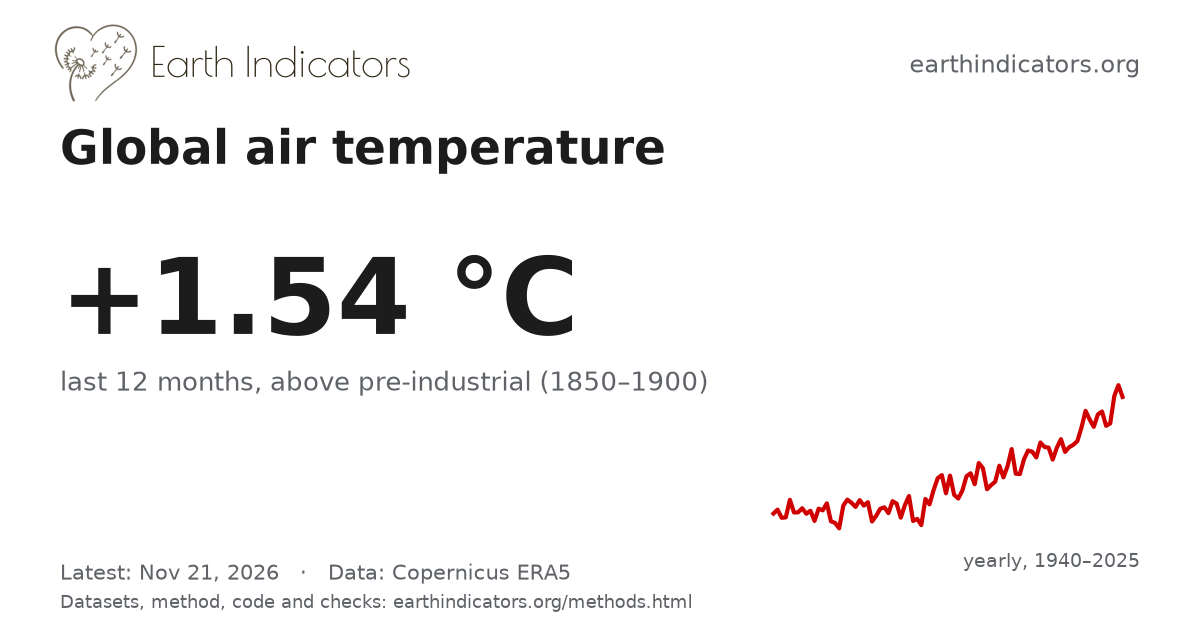 Earth Indicators
earthindicators.org
Global air temperature
+1.54 °C
last 12 months, above pre-industrial (1850–1900)
yearly, 1940–2025
Latest: Nov 21, 2026 · Data: Copernicus ERA5
Datasets, method, code and checks: earthindicators.org/methods.html